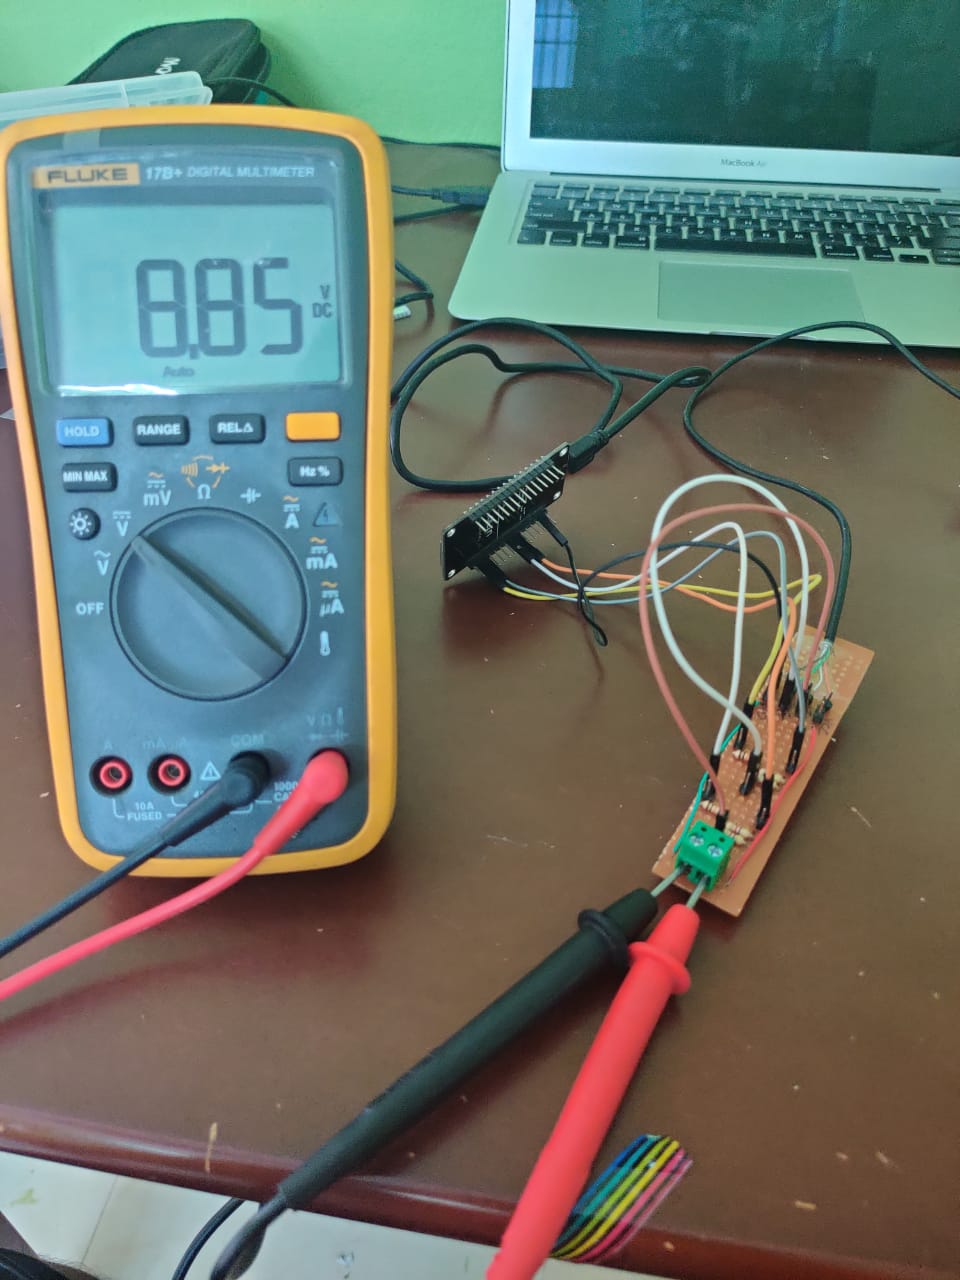 FLUKE 17B+ DIGITAL MULTIMETER
8.85 V DC
Auto
HOLD RANGE REL△
MIN MAX Hz %
mV Ω A
V mA
V µA
OFF
A mA COM V Ω
10A
FUSED
MacBook Air